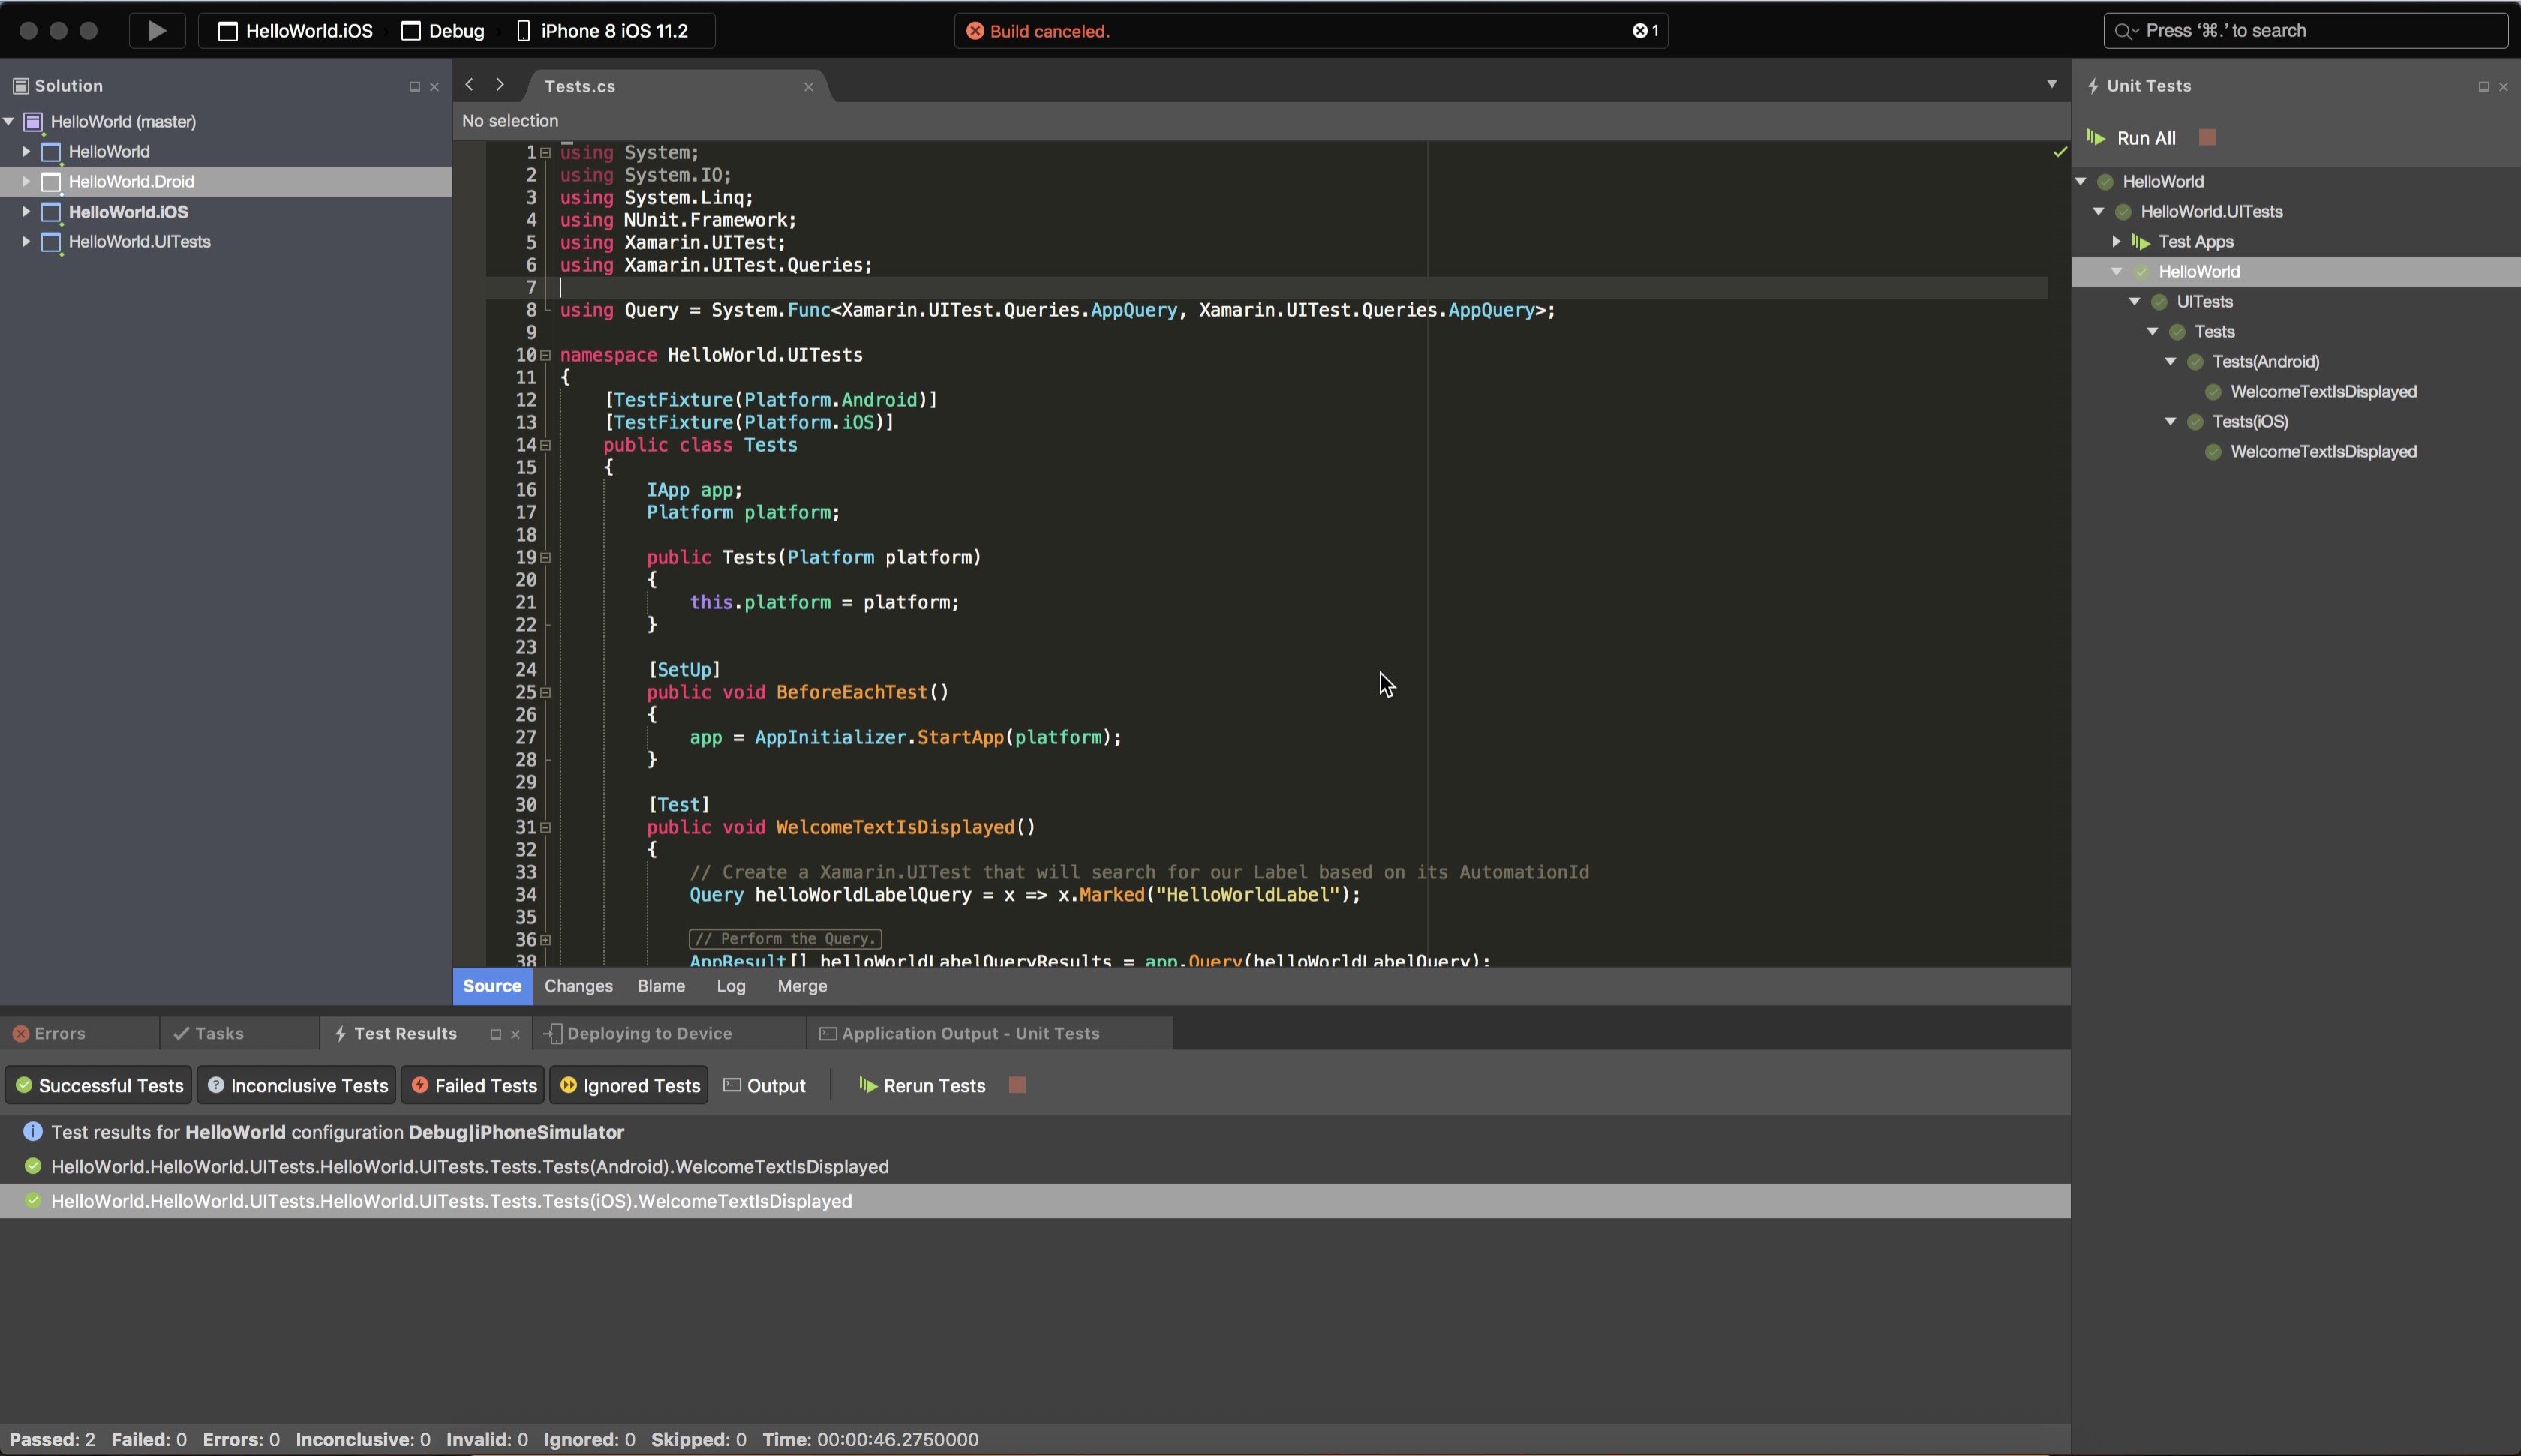 HelloWorld.iOS Debug iPhone 8 iOS 11.2
Build canceled.
1
Press ‘⌘.’ to search
Solution
HelloWorld (master)
HelloWorld
HelloWorld.Droid
HelloWorld.iOS
HelloWorld.UITests
Tests.cs
No selection
1 using System;
2 using System.IO;
3 using System.Linq;
4 using NUnit.Framework;
5 using Xamarin.UITest;
6 using Xamarin.UITest.Queries;
7
8 using Query = System.Func<Xamarin.UITest.Queries.AppQuery, Xamarin.UITest.Queries.AppQuery>;
9
10 namespace HelloWorld.UITests
11 {
12 [TestFixture(Platform.Android)]
13 [TestFixture(Platform.iOS)]
14 public class Tests
15 {
16 IApp app;
17 Platform platform;
18
19 public Tests(Platform platform)
20 {
21 this.platform = platform;
22 }
23
24 [SetUp]
25 public void BeforeEachTest()
26 {
27 app = AppInitializer.StartApp(platform);
28 }
29
30 [Test]
31 public void WelcomeTextIsDisplayed()
32 {
33 // Create a Xamarin.UITest that will search for our Label based on its AutomationId
34 Query helloWorldLabelQuery = x => x.Marked("HelloWorldLabel");
35
36 // Perform the Query.
38 AppResult[] helloWorldLabelQueryResults = app.Query(helloWorldLabelQuery);
Source Changes Blame Log Merge
Unit Tests
Run All
HelloWorld
HelloWorld.UITests
Test Apps
HelloWorld
UITests
Tests
Tests(Android)
WelcomeTextIsDisplayed
Tests(iOS)
WelcomeTextIsDisplayed
Errors Tasks Test Results Deploying to Device Application Output - Unit Tests
Successful Tests Inconclusive Tests Failed Tests Ignored Tests Output Rerun Tests
Test results for HelloWorld configuration Debug|iPhoneSimulator
HelloWorld.HelloWorld.UITests.HelloWorld.UITests.Tests.Tests(Android).WelcomeTextIsDisplayed
HelloWorld.HelloWorld.UITests.HelloWorld.UITests.Tests.Tests(iOS).WelcomeTextIsDisplayed
Passed: 2 Failed: 0 Errors: 0 Inconclusive: 0 Invalid: 0 Ignored: 0 Skipped: 0 Time: 00:00:46.2750000